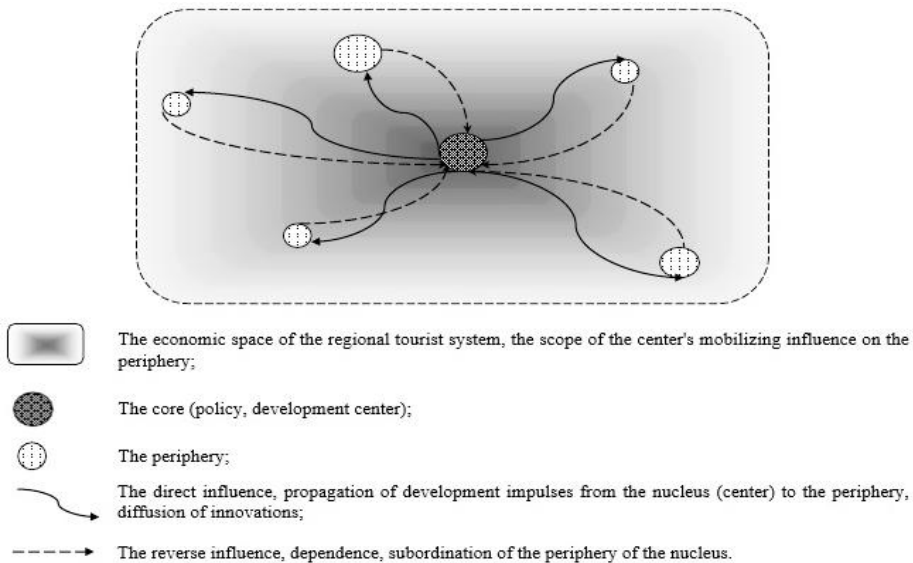 The economic space of the regional tourist system, the scope of the center's mobilizing influence on the
periphery;
The core (policy, development center);
The periphery;
The direct influence, propagation of development impulses from the nucleus (center) to the periphery,
diffusion of innovations;
The reverse influence, dependence, subordination of the periphery of the nucleus.